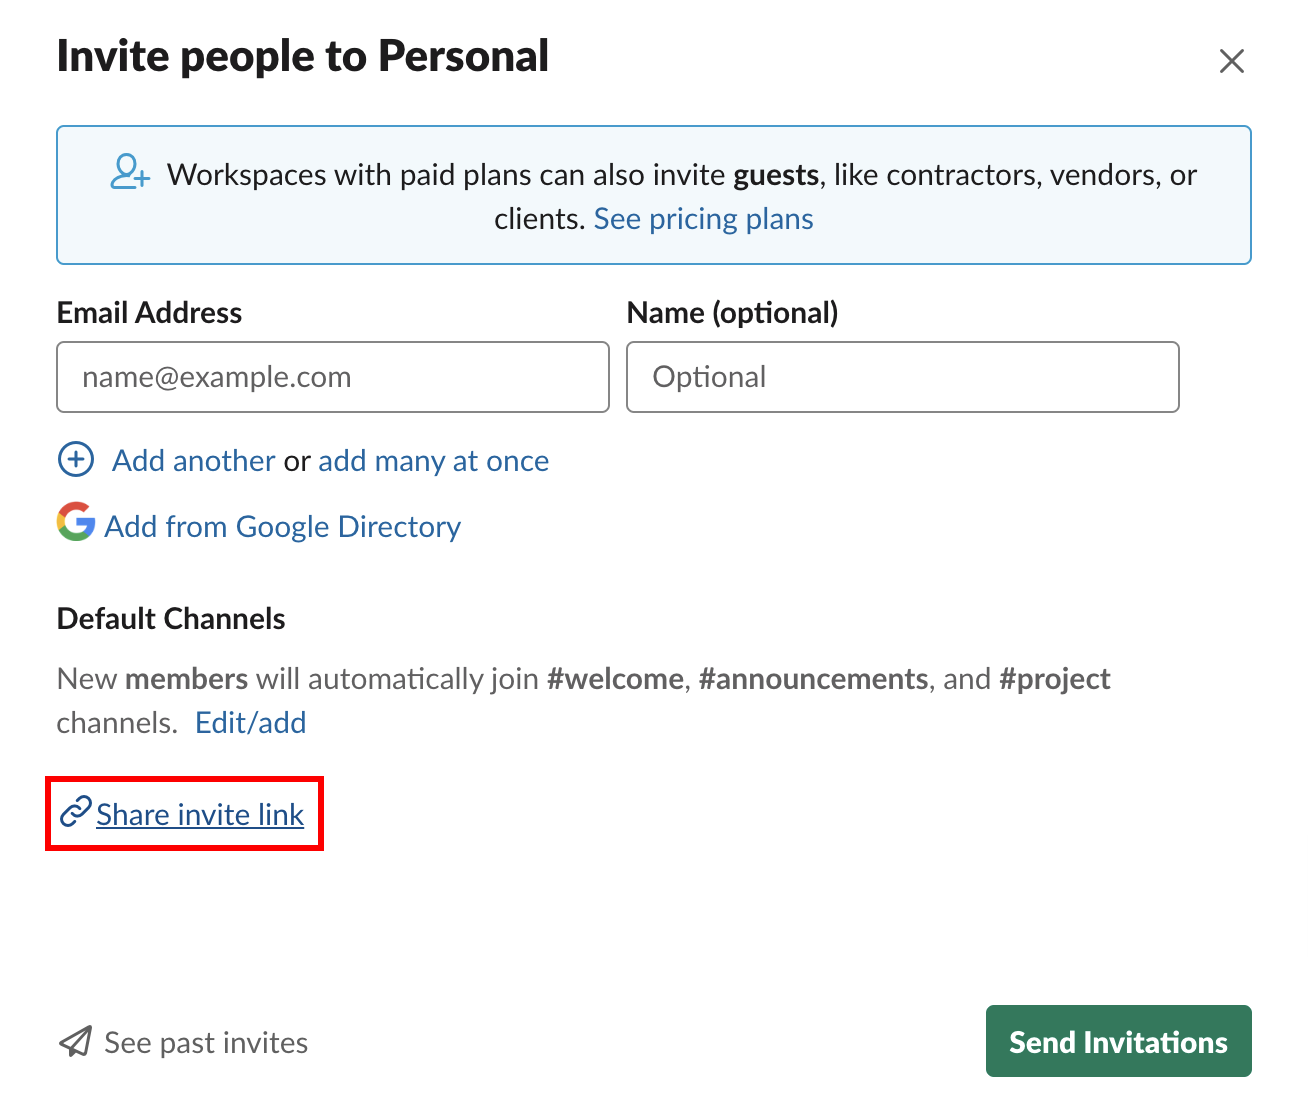 Invite people to Personal
Workspaces with paid plans can also invite guests, like contractors, vendors, or
clients. See pricing plans
Email Address
Name (optional)
name@example.com
Optional
Add another or add many at once
Add from Google Directory
Default Channels
New members will automatically join #welcome, #announcements, and #project
channels. Edit/add
Share invite link
See past invites
Send Invitations